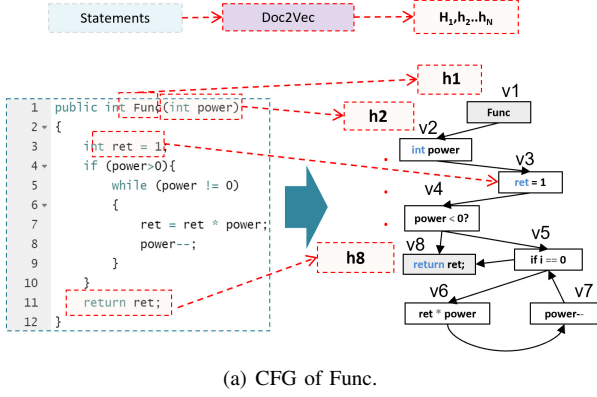 Statements
Doc2Vec
H1,h2..hN
1 public int Func(int power)
2 {
3 int ret = 1;
4 if (power>0){
5 while (power != 0)
6 {
7 ret = ret * power;
8 power--;
9 }
10 }
11 return ret;
12 }
h1
h2
h8
v1
Func
v2
int power
v3
ret = 1
v4
power < 0?
v5
if i == 0
v8
return ret;
v6
ret * power
v7
power--
(a) CFG of Func.